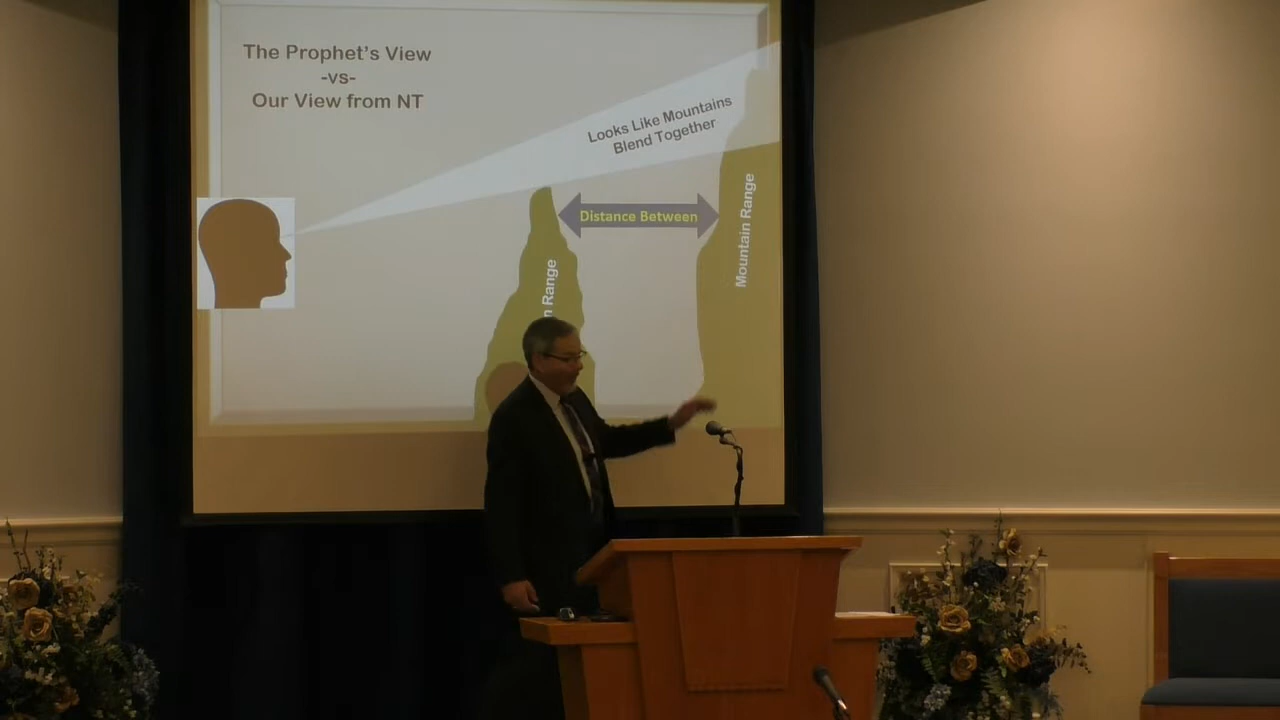 The Prophet's View
-vs-
Our View from NT
Looks Like Mountains
Blend Together
Distance Between
Mountain Range
Range